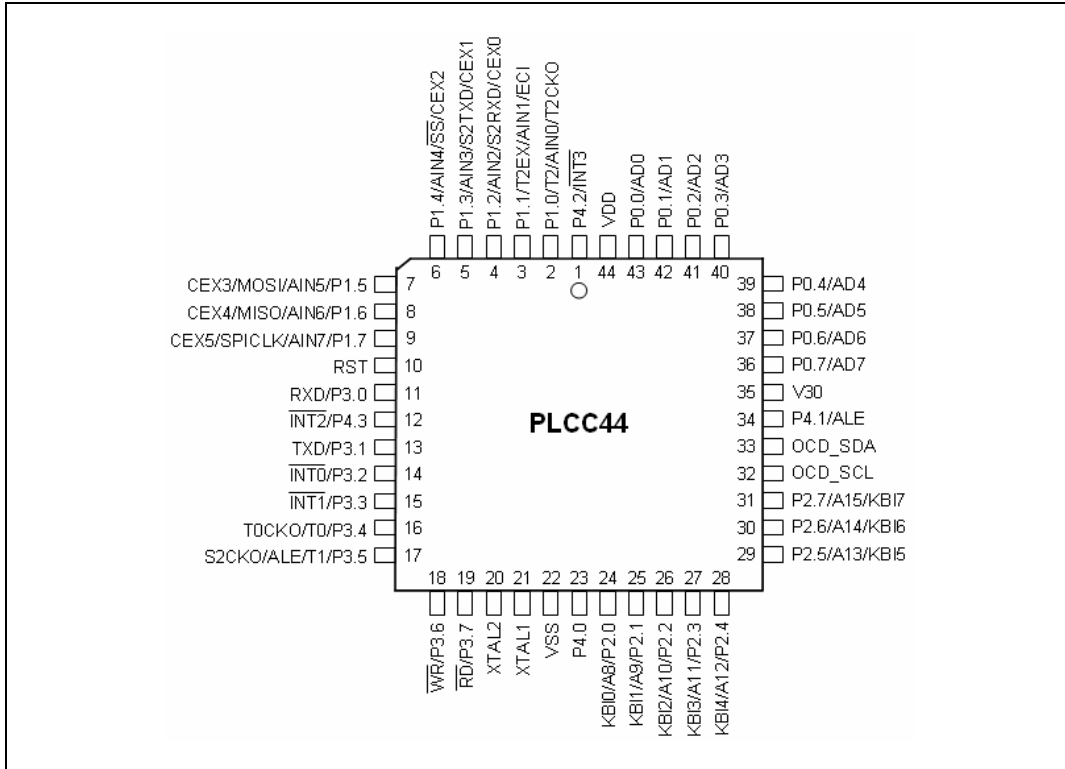 P1.4/AIN4/SS/CEX2
P1.3/AIN3/S2TXD/CEX1
P1.2/AIN2/S2RXD/CEX0
P1.1/T2EX/AIN1/ECI
P1.0/T2/AIN0/T2CKO
P4.2/INT3
VDD
P0.0/AD0
P0.1/AD1
P0.2/AD2
P0.3/AD3
6 5 4 3 2 1 44 43 42 41 40
CEX3/MOSI/AIN5/P1.5 7
CEX4/MISO/AIN6/P1.6 8
CEX5/SPICLK/AIN7/P1.7 9
RST 10
RXD/P3.0 11
INT2/P4.3 12
TXD/P3.1 13
INT0/P3.2 14
INT1/P3.3 15
T0CKO/T0/P3.4 16
S2CKO/ALE/T1/P3.5 17
PLCC44
39 P0.4/AD4
38 P0.5/AD5
37 P0.6/AD6
36 P0.7/AD7
35 V30
34 P4.1/ALE
33 OCD_SDA
32 OCD_SCL
31 P2.7/A15/KBI7
30 P2.6/A14/KBI6
29 P2.5/A13/KBI5
18 19 20 21 22 23 24 25 26 27 28
WR/P3.6
RD/P3.7
XTAL2
XTAL1
VSS
P4.0
KBI0/A8/P2.0
KBI1/A9/P2.1
KBI2/A10/P2.2
KBI3/A11/P2.3
KBI4/A12/P2.4